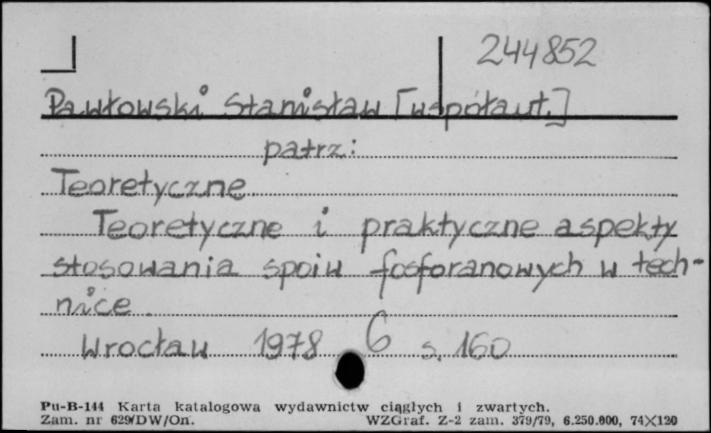 244852
Pawłowski Stanisław [współaut.]
patrz:
Teoretyczne
Teoretyczne i praktyczne aspekty
stosowania spoiw fosforanowych w tech-
nice.
Wrocław 1978 6 s. 160
Pu-B-144 Karta katalogowa wydawnictw ciągłych i zwartych.
Zam. nr 629/DW/On. WZGraf. Z-2 zam. 379/79, 6.250.000, 74X120